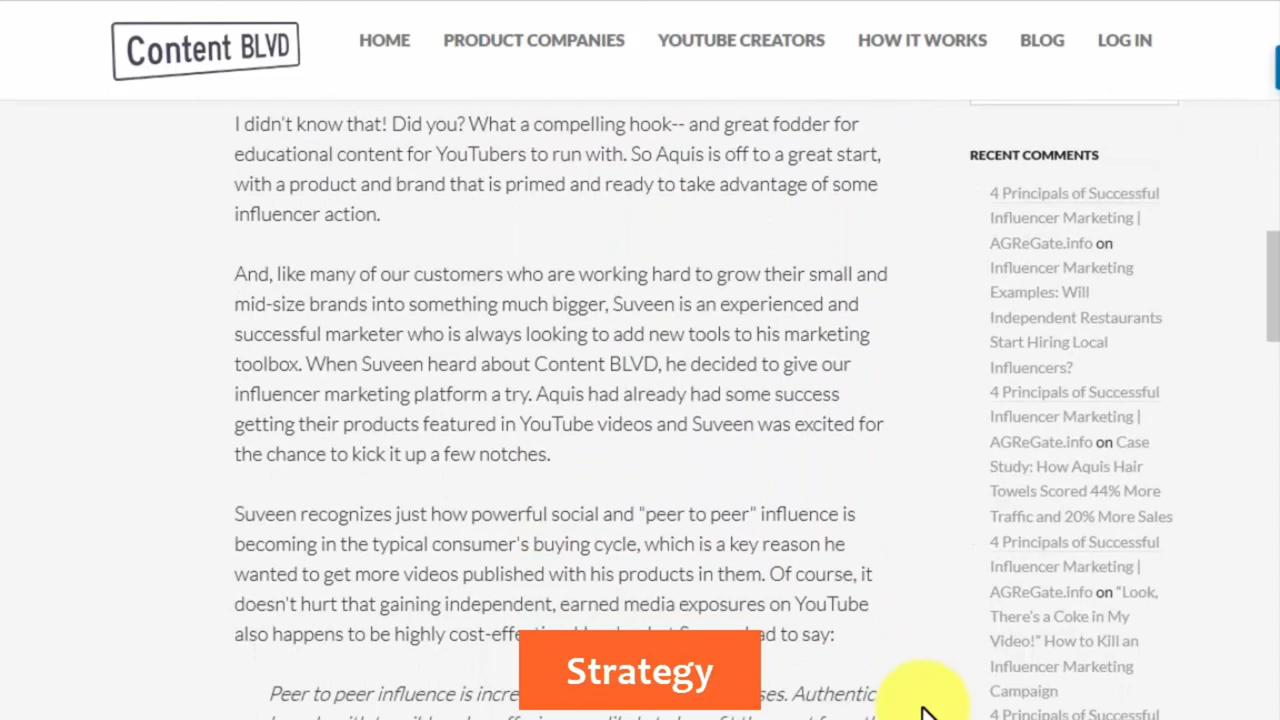 Content BLVD
HOME
PRODUCT COMPANIES
YOUTUBE CREATORS
HOW IT WORKS
BLOG
LOG IN
I didn't know that! Did you? What a compelling hook-- and great fodder for
educational content for YouTubers to run with. So Aquis is off to a great start,
with a product and brand that is primed and ready to take advantage of some
influencer action.
And, like many of our customers who are working hard to grow their small and
mid-size brands into something much bigger, Suveen is an experienced and
successful marketer who is always looking to add new tools to his marketing
toolbox. When Suveen heard about Content BLVD, he decided to give our
influencer marketing platform a try. Aquis had already had some success
getting their products featured in YouTube videos and Suveen was excited for
the chance to kick it up a few notches.
Suveen recognizes just how powerful social and "peer to peer" influence is
becoming in the typical consumer's buying cycle, which is a key reason he
wanted to get more videos published with his products in them. Of course, it
doesn't hurt that gaining independent, earned media exposures on YouTube
also happens to be highly to say:
Peer to peer influence is Authentic
Strategy
RECENT COMMENTS
4 Principals of Successful
Influencer Marketing |
AGReGate.info on
Influencer Marketing
Examples: Will
Independent Restaurants
Start Hiring Local
Influencers?
4 Principals of Successful
Influencer Marketing |
AGReGate.info on Case
Study: How Aquis Hair
Towels Scored 44% More
Traffic and 20% More Sales
4 Principals of Successful
Influencer Marketing |
AGReGate.info on "Look,
There's a Coke in My
Video!" How to Kill an
Influencer Marketing
Campaign
4 Principals of Successful